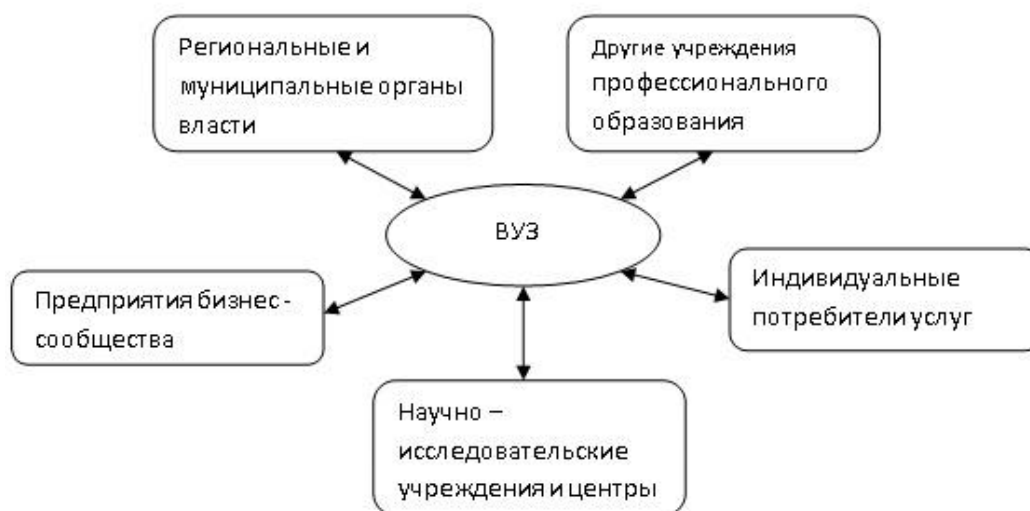 Региональные и
муниципальные органы
власти
Другие учреждения
профессионального
образования
ВУЗ
Предприятия бизнес -
сообщества
Индивидуальные
потребители услуг
Научно –
исследовательские
учреждения и центры